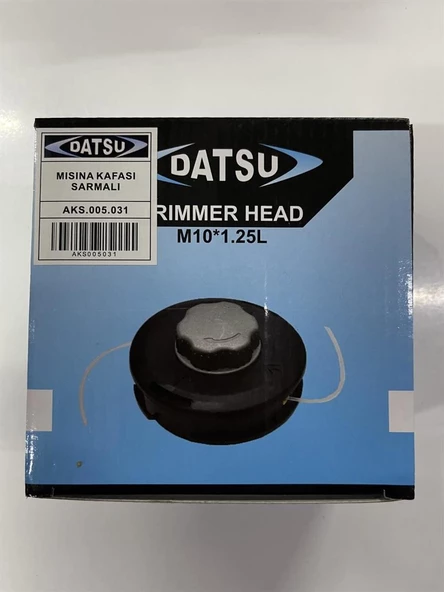 DATSU
MISINA KAFASI
SARMALI
AKS.005.031
AKS005031
DATSU
RIMMER HEAD
M10*1.25L